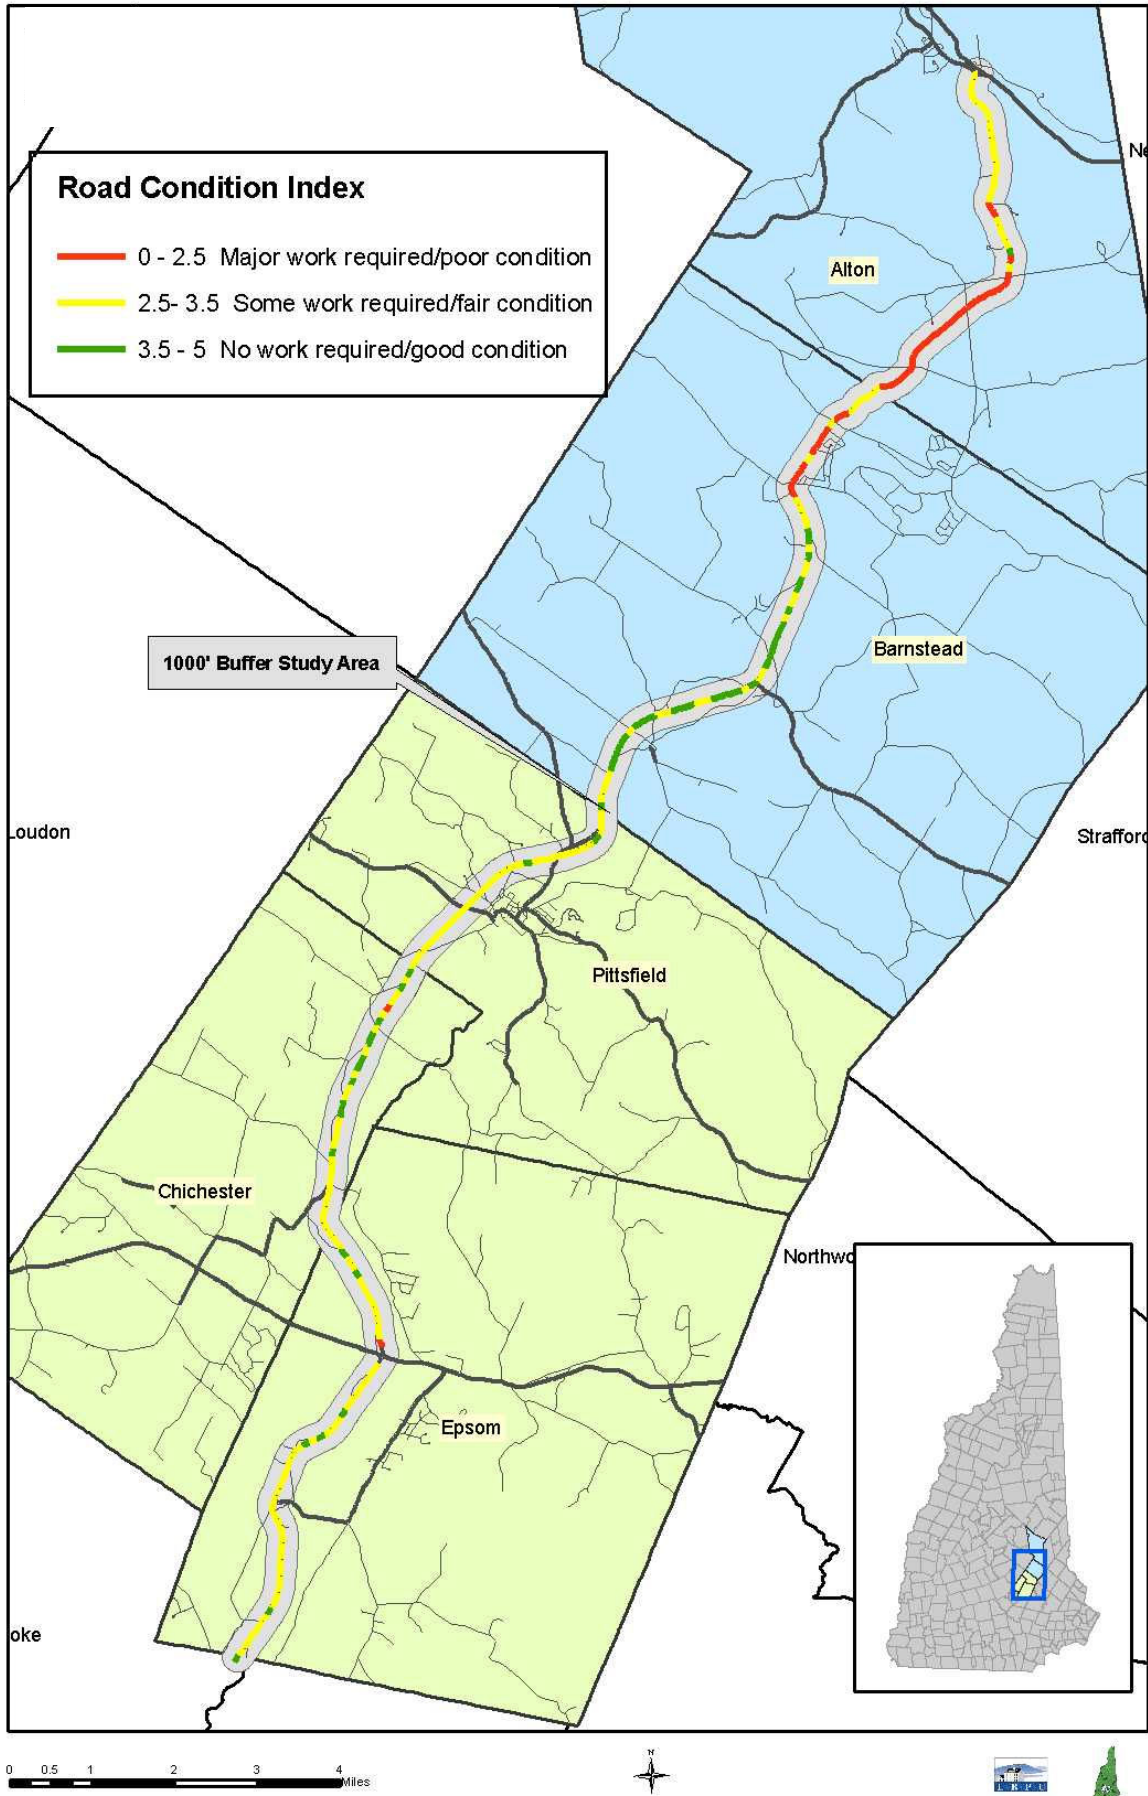 Ne
Road Condition Index
0 - 2.5 Major work required/poor condition
2.5- 3.5 Some work required/fair condition
3.5 - 5 No work required/good condition
Alton
1000' Buffer Study Area
Barnstead
Loudon
Strafford
Pittsfield
Chichester
Northwo
Epsom
oke
0 0.5 1 2 3 4
Miles
N
L R P C